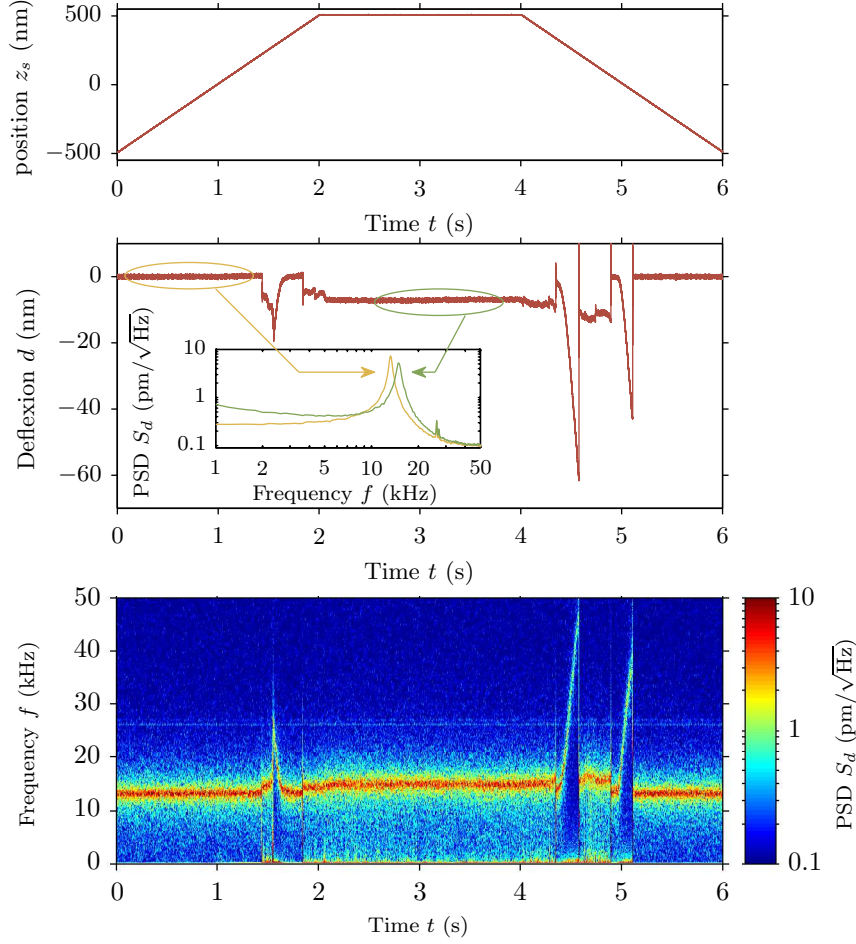 position z_s (nm)
500
0
−500
0 1 2 3 4 5 6
Time t (s)
Deflexion d (nm)
0
−20
−40
−60
PSD S_d (pm/√Hz)
10
1
0.1
1 2 5 10 20 50
Frequency f (kHz)
0 1 2 3 4 5 6
Time t (s)
Frequency f (kHz)
50
40
30
20
10
0
0 1 2 3 4 5 6
Time t (s)
10
1
0.1
PSD S_d (pm/√Hz)